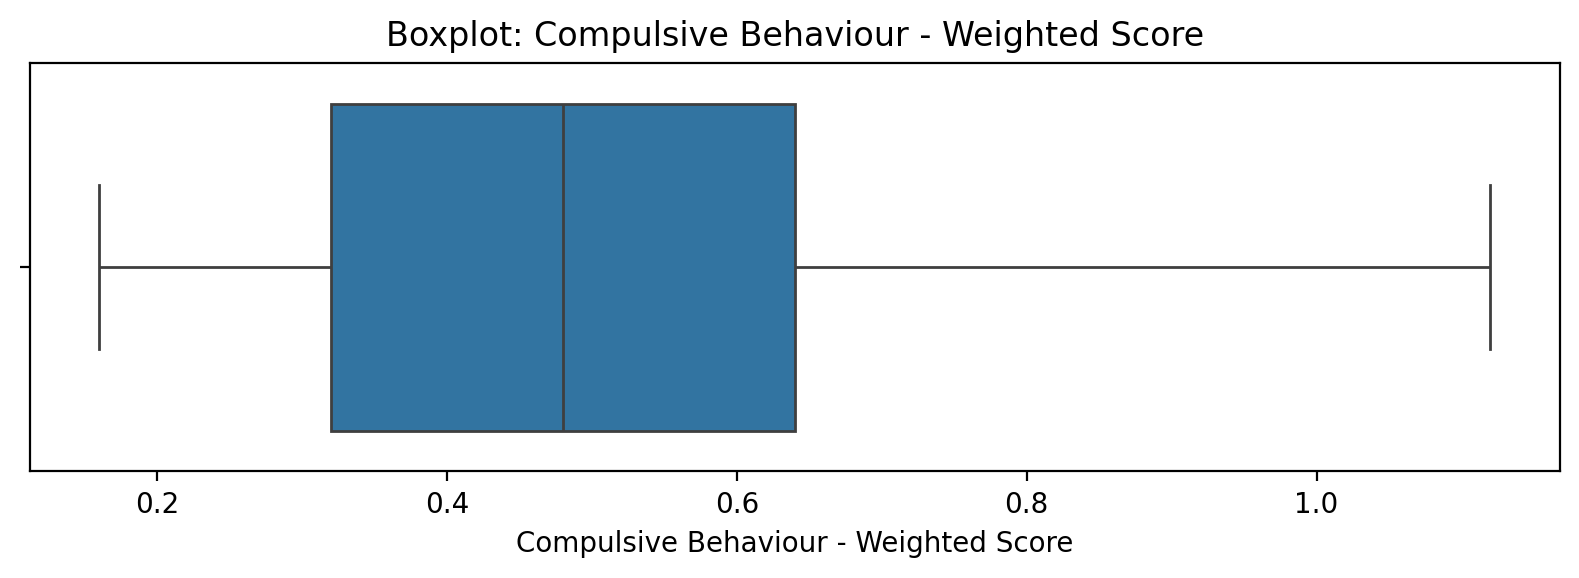 Boxplot: Compulsive Behaviour - Weighted Score
0.2 0.4 0.6 0.8 1.0
Compulsive Behaviour - Weighted Score